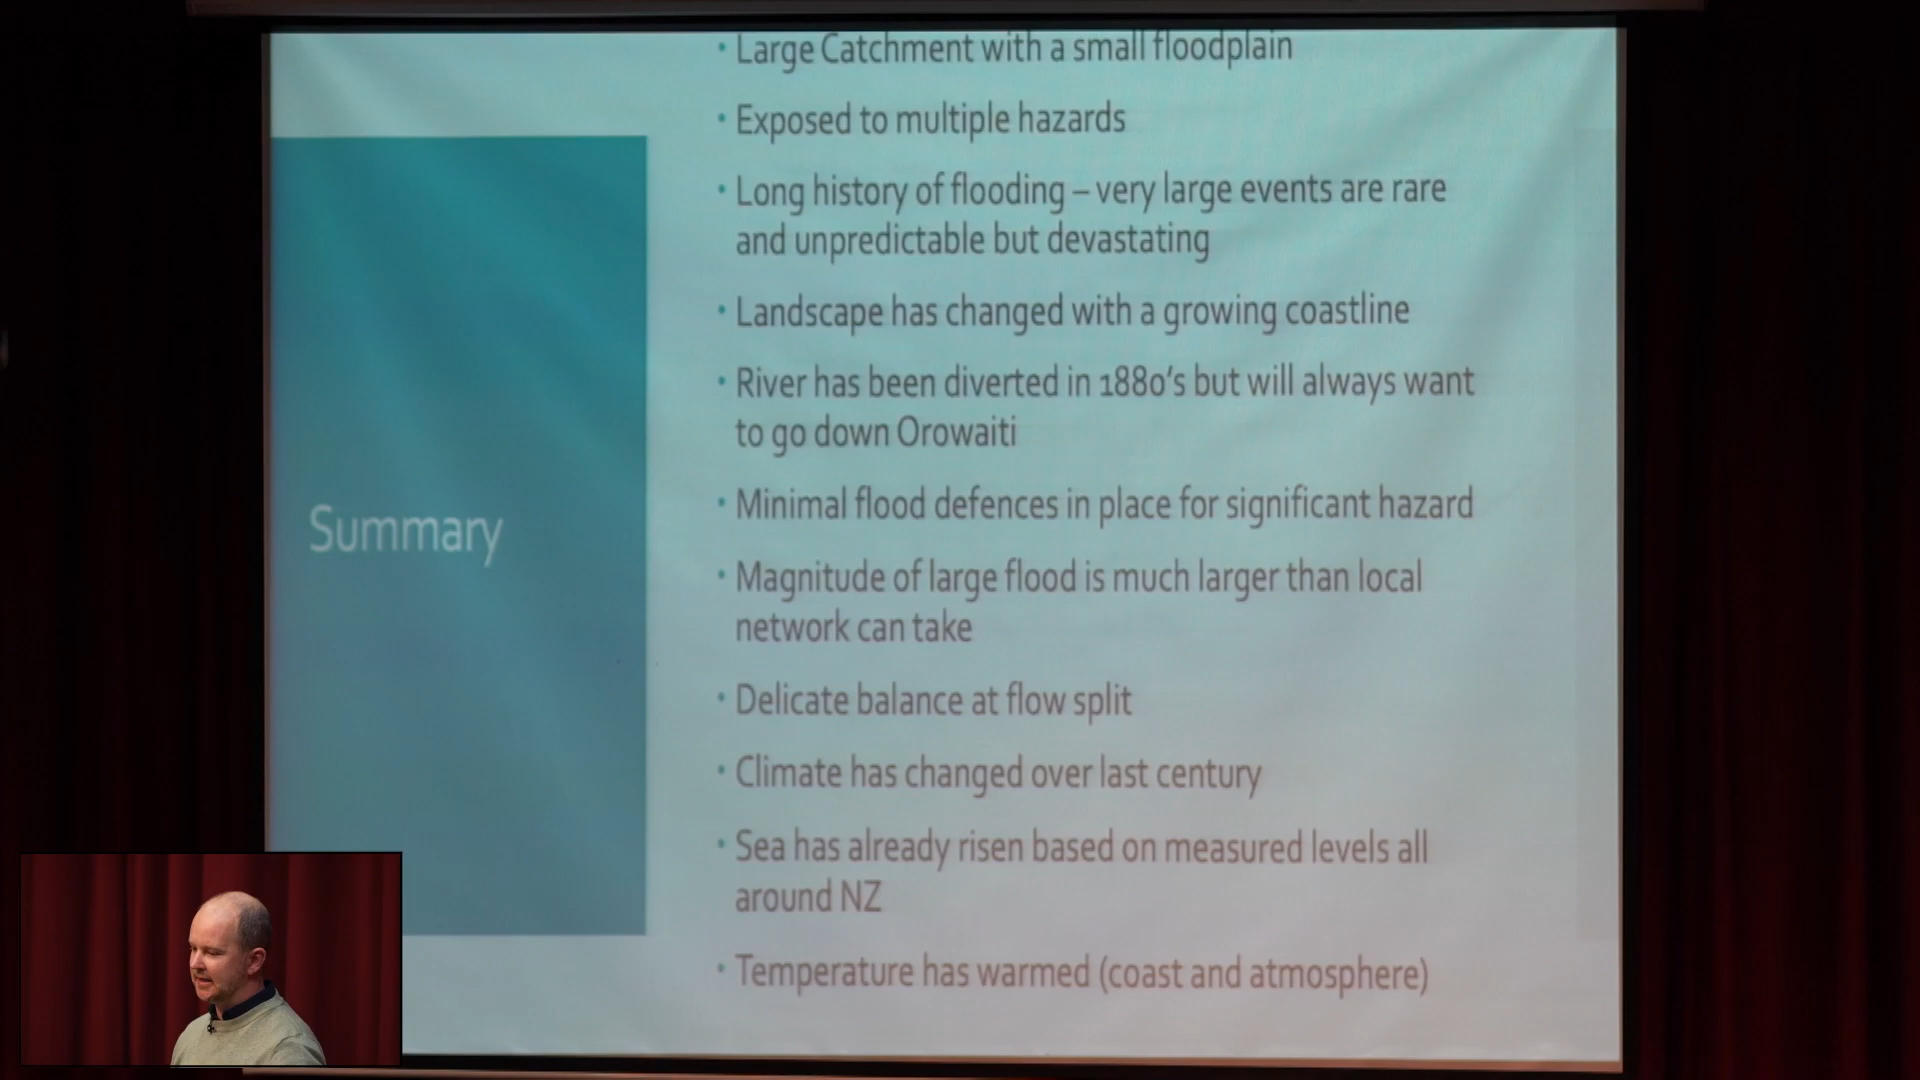 • Large Catchment with a small floodplain
• Exposed to multiple hazards
• Long history of flooding – very large events are rare
and unpredictable but devastating
• Landscape has changed with a growing coastline
• River has been diverted in 1880's but will always want
to go down Orowaiti
Summary
• Minimal flood defences in place for significant hazard
• Magnitude of large flood is much larger than local
network can take
• Delicate balance at flow split
• Climate has changed over last century
• Sea has already risen based on measured levels all
around NZ
• Temperature has warmed (coast and atmosphere)